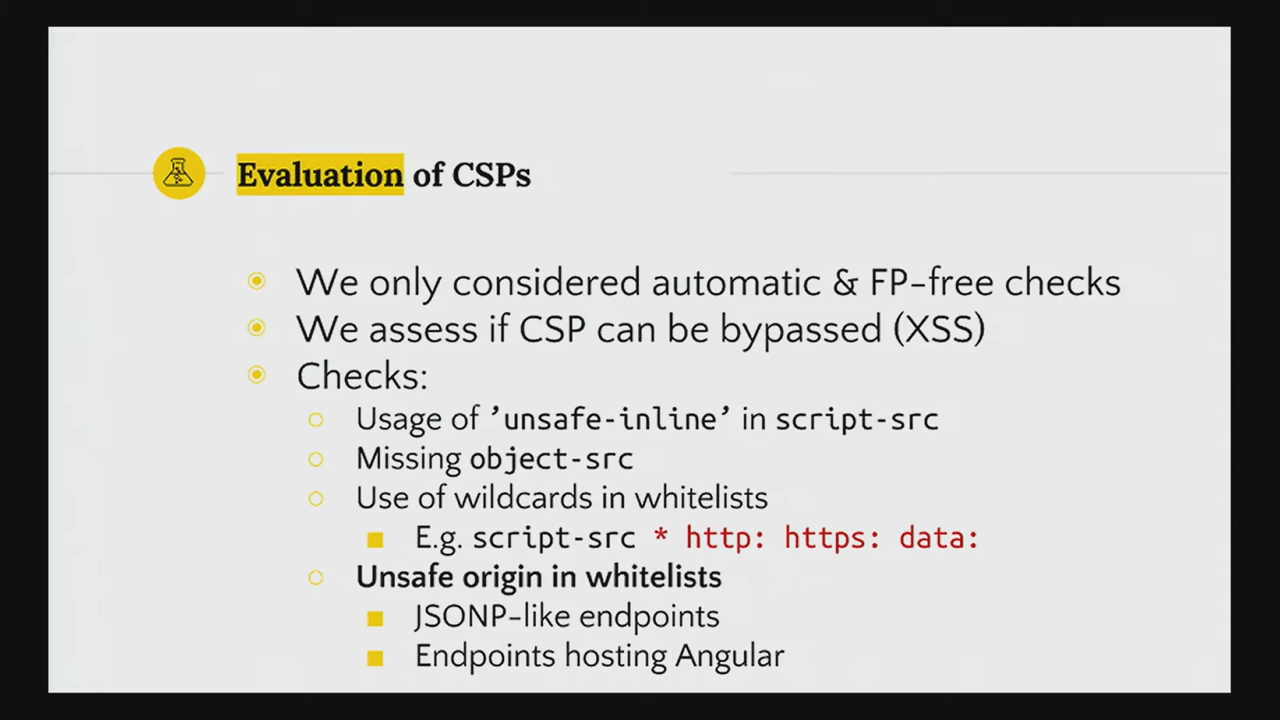 Evaluation of CSPs
We only considered automatic & FP-free checks
We assess if CSP can be bypassed (XSS)
Checks:
Usage of ’unsafe-inline’ in script-src
Missing object-src
Use of wildcards in whitelists
E.g. script-src * http: https: data:
Unsafe origin in whitelists
JSONP-like endpoints
Endpoints hosting Angular